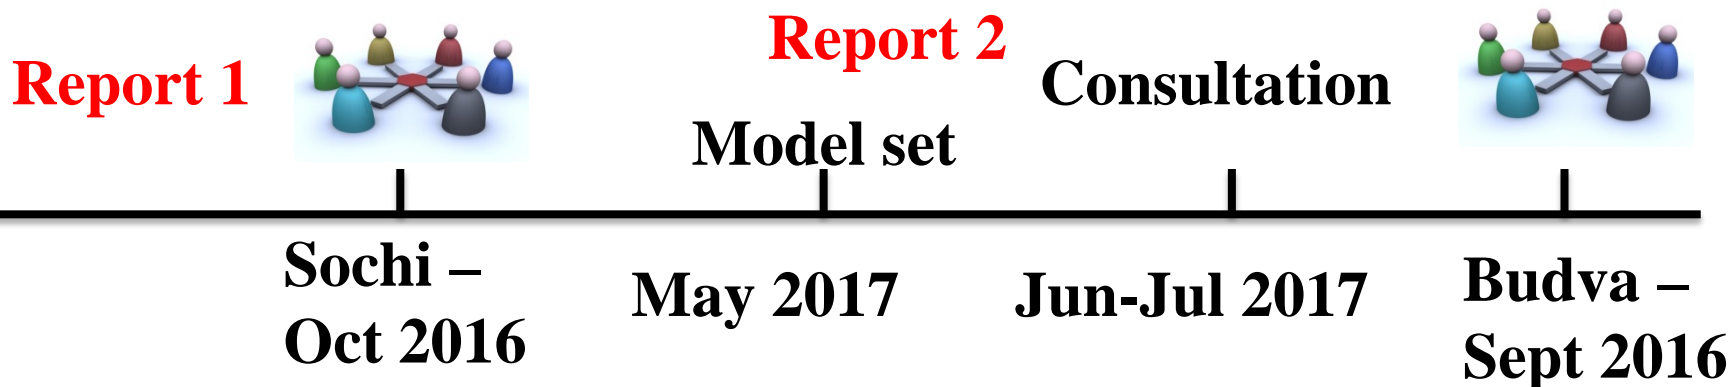 Report 1
Report 2
Consultation
Model set
Sochi –
Oct 2016
May 2017
Jun-Jul 2017
Budva –
Sept 2016